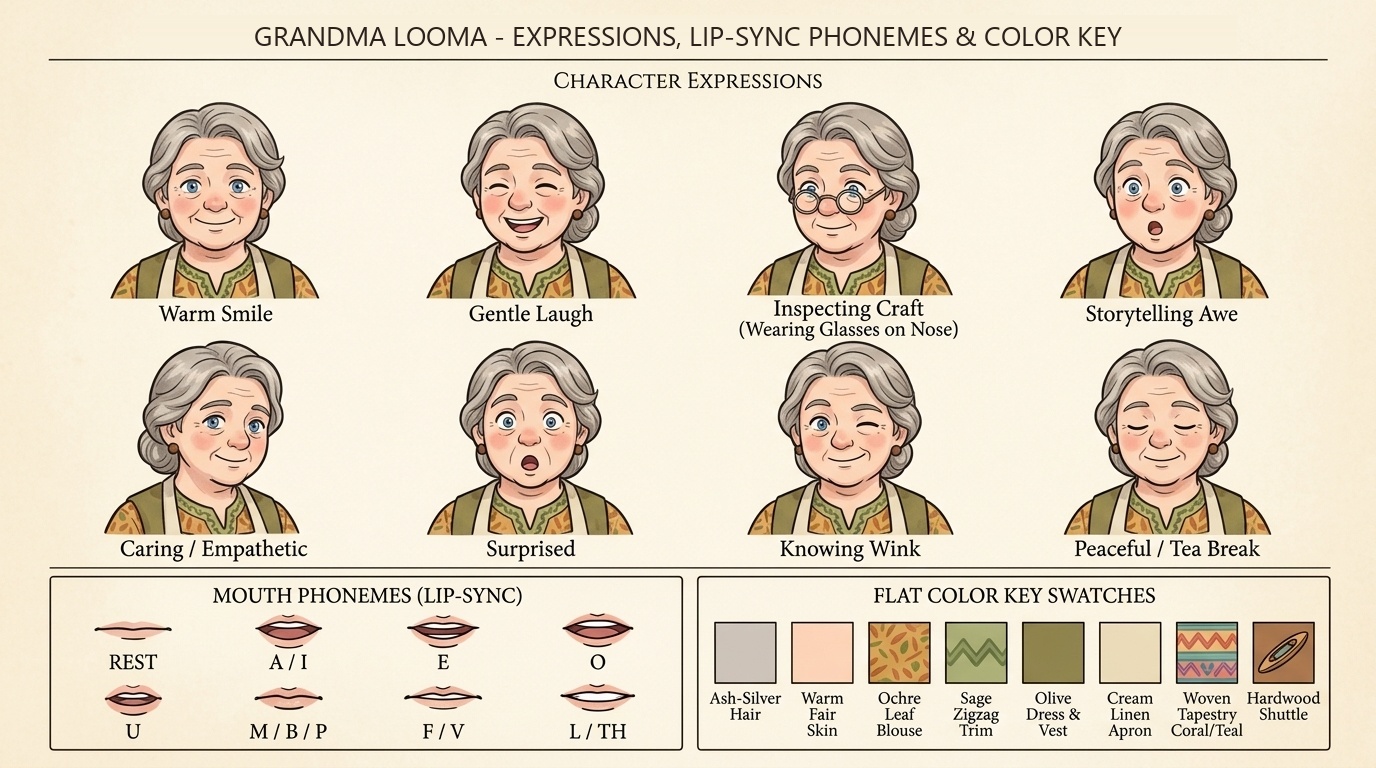 GRANDMA LOOMA - EXPRESSIONS, LIP-SYNC PHONEMES & COLOR KEY
CHARACTER EXPRESSIONS
Warm Smile
Gentle Laugh
Inspecting Craft
(Wearing Glasses on Nose)
Storytelling Awe
Caring / Empathetic
Surprised
Knowing Wink
Peaceful / Tea Break
MOUTH PHONEMES (LIP-SYNC)
REST
A / I
E
O
U
M / B / P
F / V
L / TH
FLAT COLOR KEY SWATCHES
Ash-Silver
Hair
Warm
Fair
Skin
Ochre
Leaf
Blouse
Sage
Zigzag
Trim
Olive
Dress &
Vest
Cream
Linen
Apron
Woven
Tapestry
Coral/Teal
Hardwood
Shuttle